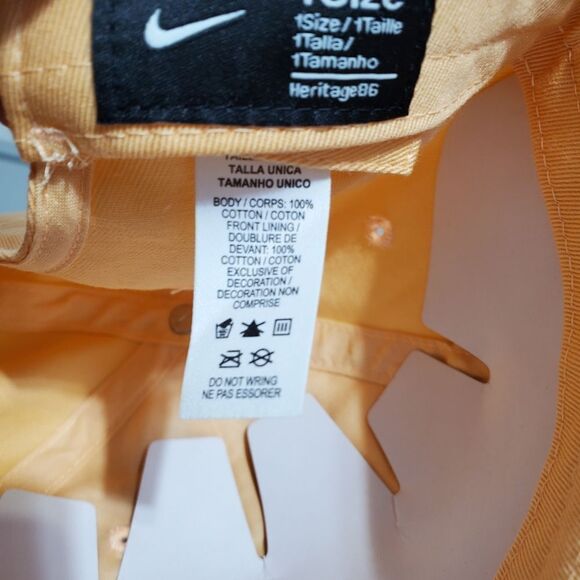 1Size
1Size/1Taille
1Talla/
1Tamanho
Heritage86
TALLA UNICA
TAMANHO UNICO
BODY / CORPS: 100%
COTTON / COTON
FRONT LINING /
DOUBLURE DE
DEVANT: 100%
COTTON / COTON
EXCLUSIVE OF
DECORATION /
DECORATION NON
COMPRISE
DO NOT WRING
NE PAS ESSORER